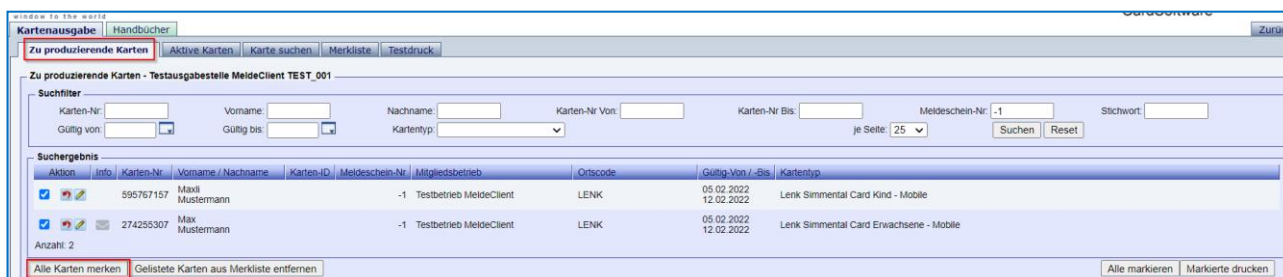 window to the world
CardSoftware
Kartenausgabe Handbücher Zurü
Zu produzierende Karten Aktive Karten Karte suchen Merkliste Testdruck
Zu produzierende Karten - Testausgabestelle MeldeClient TEST_001
Suchfilter
Karten-Nr: Vorname: Nachname: Karten-Nr Von: Karten-Nr Bis: Meldeschein-Nr: -1 Stichwort:
Gültig von: Gültig bis: Kartentyp: je Seite: 25 Suchen Reset
Suchergebnis
Aktion Info Karten-Nr Vorname / Nachname Karten-ID Meldeschein-Nr Mitgliedsbetrieb Ortscode Gültig-Von / -Bis Kartentyp
595767157 Maxli Mustermann -1 Testbetrieb MeldeClient LENK 05.02.2022 12.02.2022 Lenk Simmental Card Kind - Mobile
274255307 Max Mustermann -1 Testbetrieb MeldeClient LENK 05.02.2022 12.02.2022 Lenk Simmental Card Erwachsene - Mobile
Anzahl: 2
Alle Karten merken Gelistete Karten aus Merkliste entfernen Alle markieren Markierte drucken